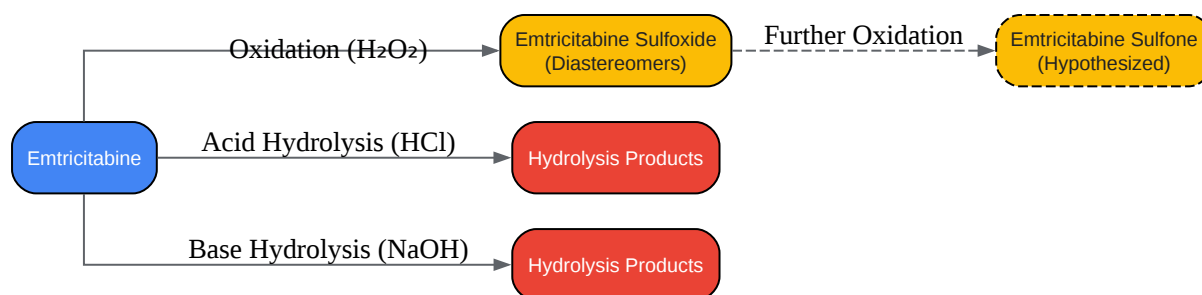 Oxidation (H₂O₂)
Emtricitabine Sulfoxide
(Diastereomers)
Further Oxidation
Emtricitabine Sulfone
(Hypothesized)
Emtricitabine
Acid Hydrolysis (HCl)
Hydrolysis Products
Base Hydrolysis (NaOH)
Hydrolysis Products